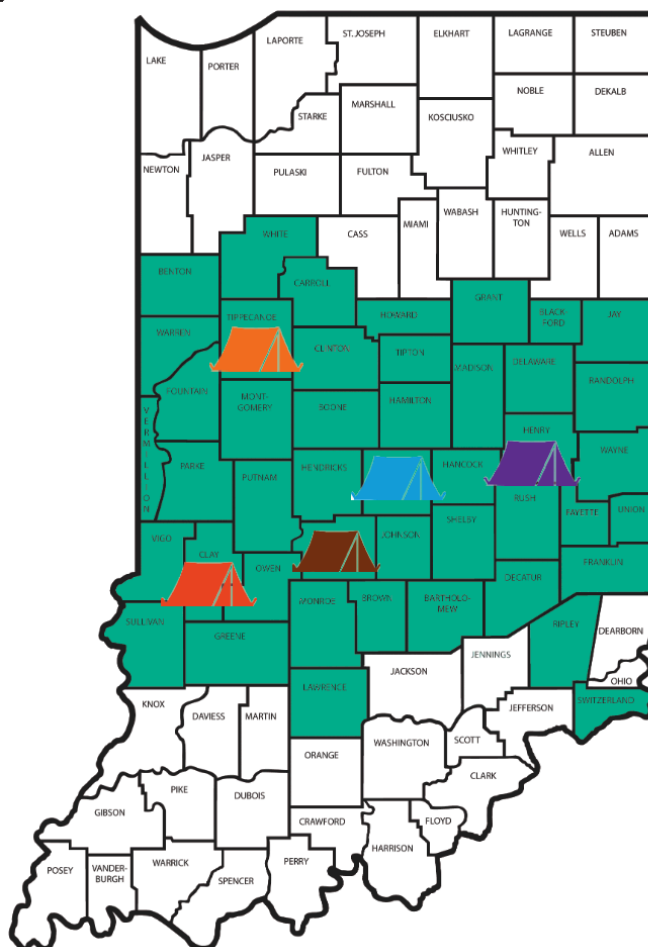 LAKE
PORTER
LAPORTE
ST. JOSEPH
ELKHART
LAGRANGE
STEUBEN
NOBLE
DEKALB
STARKE
MARSHALL
KOSCIUSKO
WHITLEY
ALLEN
NEWTON
JASPER
PULASKI
FULTON
MIAMI
WABASH
HUNTING-
TON
WELLS
ADAMS
WHITE
CASS
BENTON
CARROLL
GRANT
TIPPECANOE
HOWARD
BLACK
FORD
JAY
WARREN
CLINTON
TIPTON
MADISON
DELAWARE
RANDOLPH
FOUNTAIN
MONT-
GOMERY
BOONE
HAMILTON
HENRY
VERMILLION
PARKE
PUTNAM
HENDRICKS
HANCOCK
WAYNE
RUSH
FAYETTE
UNION
VIGO
CLAY
OWEN
JOHNSON
SHELBY
FRANKLIN
DECATUR
SULLIVAN
GREENE
MONROE
BROWN
BARTHOLO-
MEW
RIPLEY
DEARBORN
OHIO
JENNINGS
JACKSON
LAWRENCE
SWITZERLAND
JEFFERSON
KNOX
DAVIESS
MARTIN
ORANGE
WASHINGTON
SCOTT
CLARK
GIBSON
PIKE
DUBOIS
CRAWFORD
FLOYD
HARRISON
POSEY
VANDER-
BURGH
WARRICK
SPENCER
PERRY